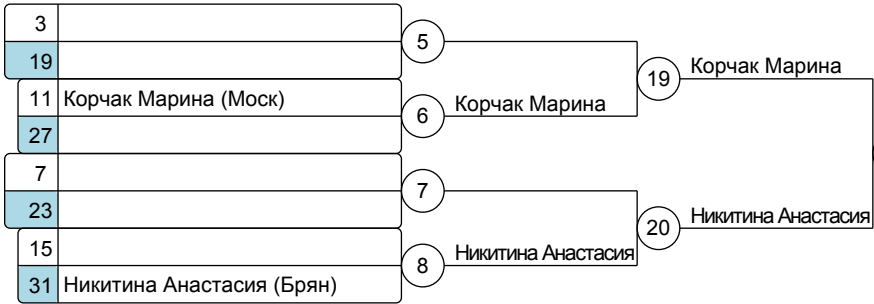 3
5
19
19 Корчак Марина
11 Корчак Марина (Моск)
6 Корчак Марина
27
7
7
23
20 Никитина Анастасия
15
8 Никитина Анастасия
31 Никитина Анастасия (Брян)